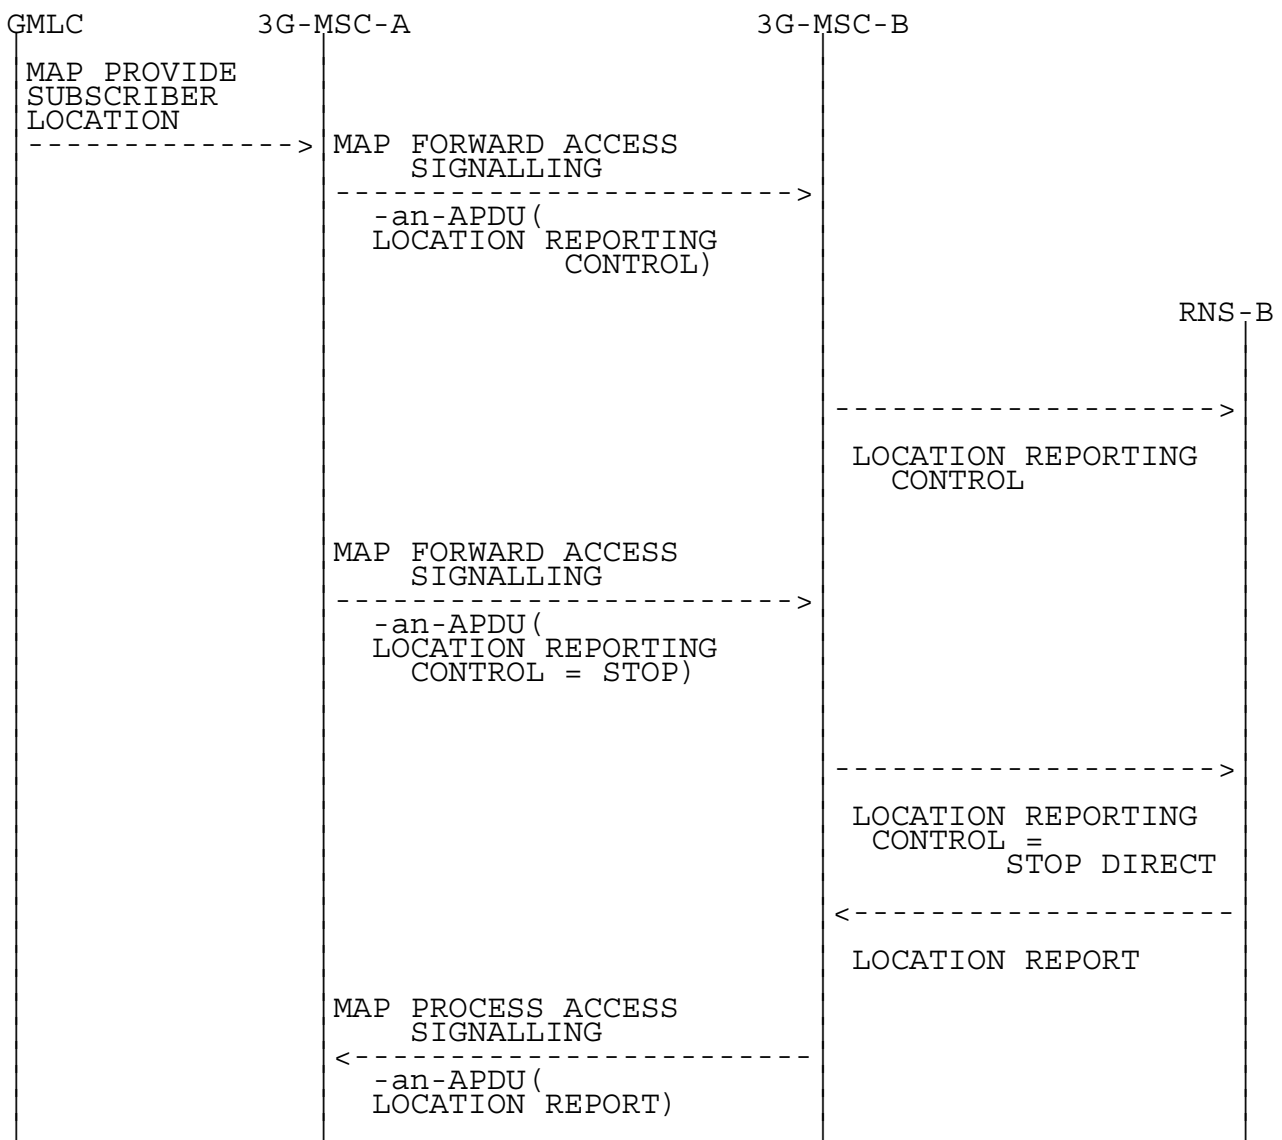 GMLC 3G-MSC-A 3G-MSC-B
MAP PROVIDE
SUBSCRIBER
LOCATION
MAP FORWARD ACCESS
SIGNALLING
-an-APDU(
LOCATION REPORTING
CONTROL)
RNS-B
LOCATION REPORTING
CONTROL
MAP FORWARD ACCESS
SIGNALLING
-an-APDU(
LOCATION REPORTING
CONTROL = STOP)
LOCATION REPORTING
CONTROL =
STOP DIRECT
LOCATION REPORT
MAP PROCESS ACCESS
SIGNALLING
-an-APDU(
LOCATION REPORT)